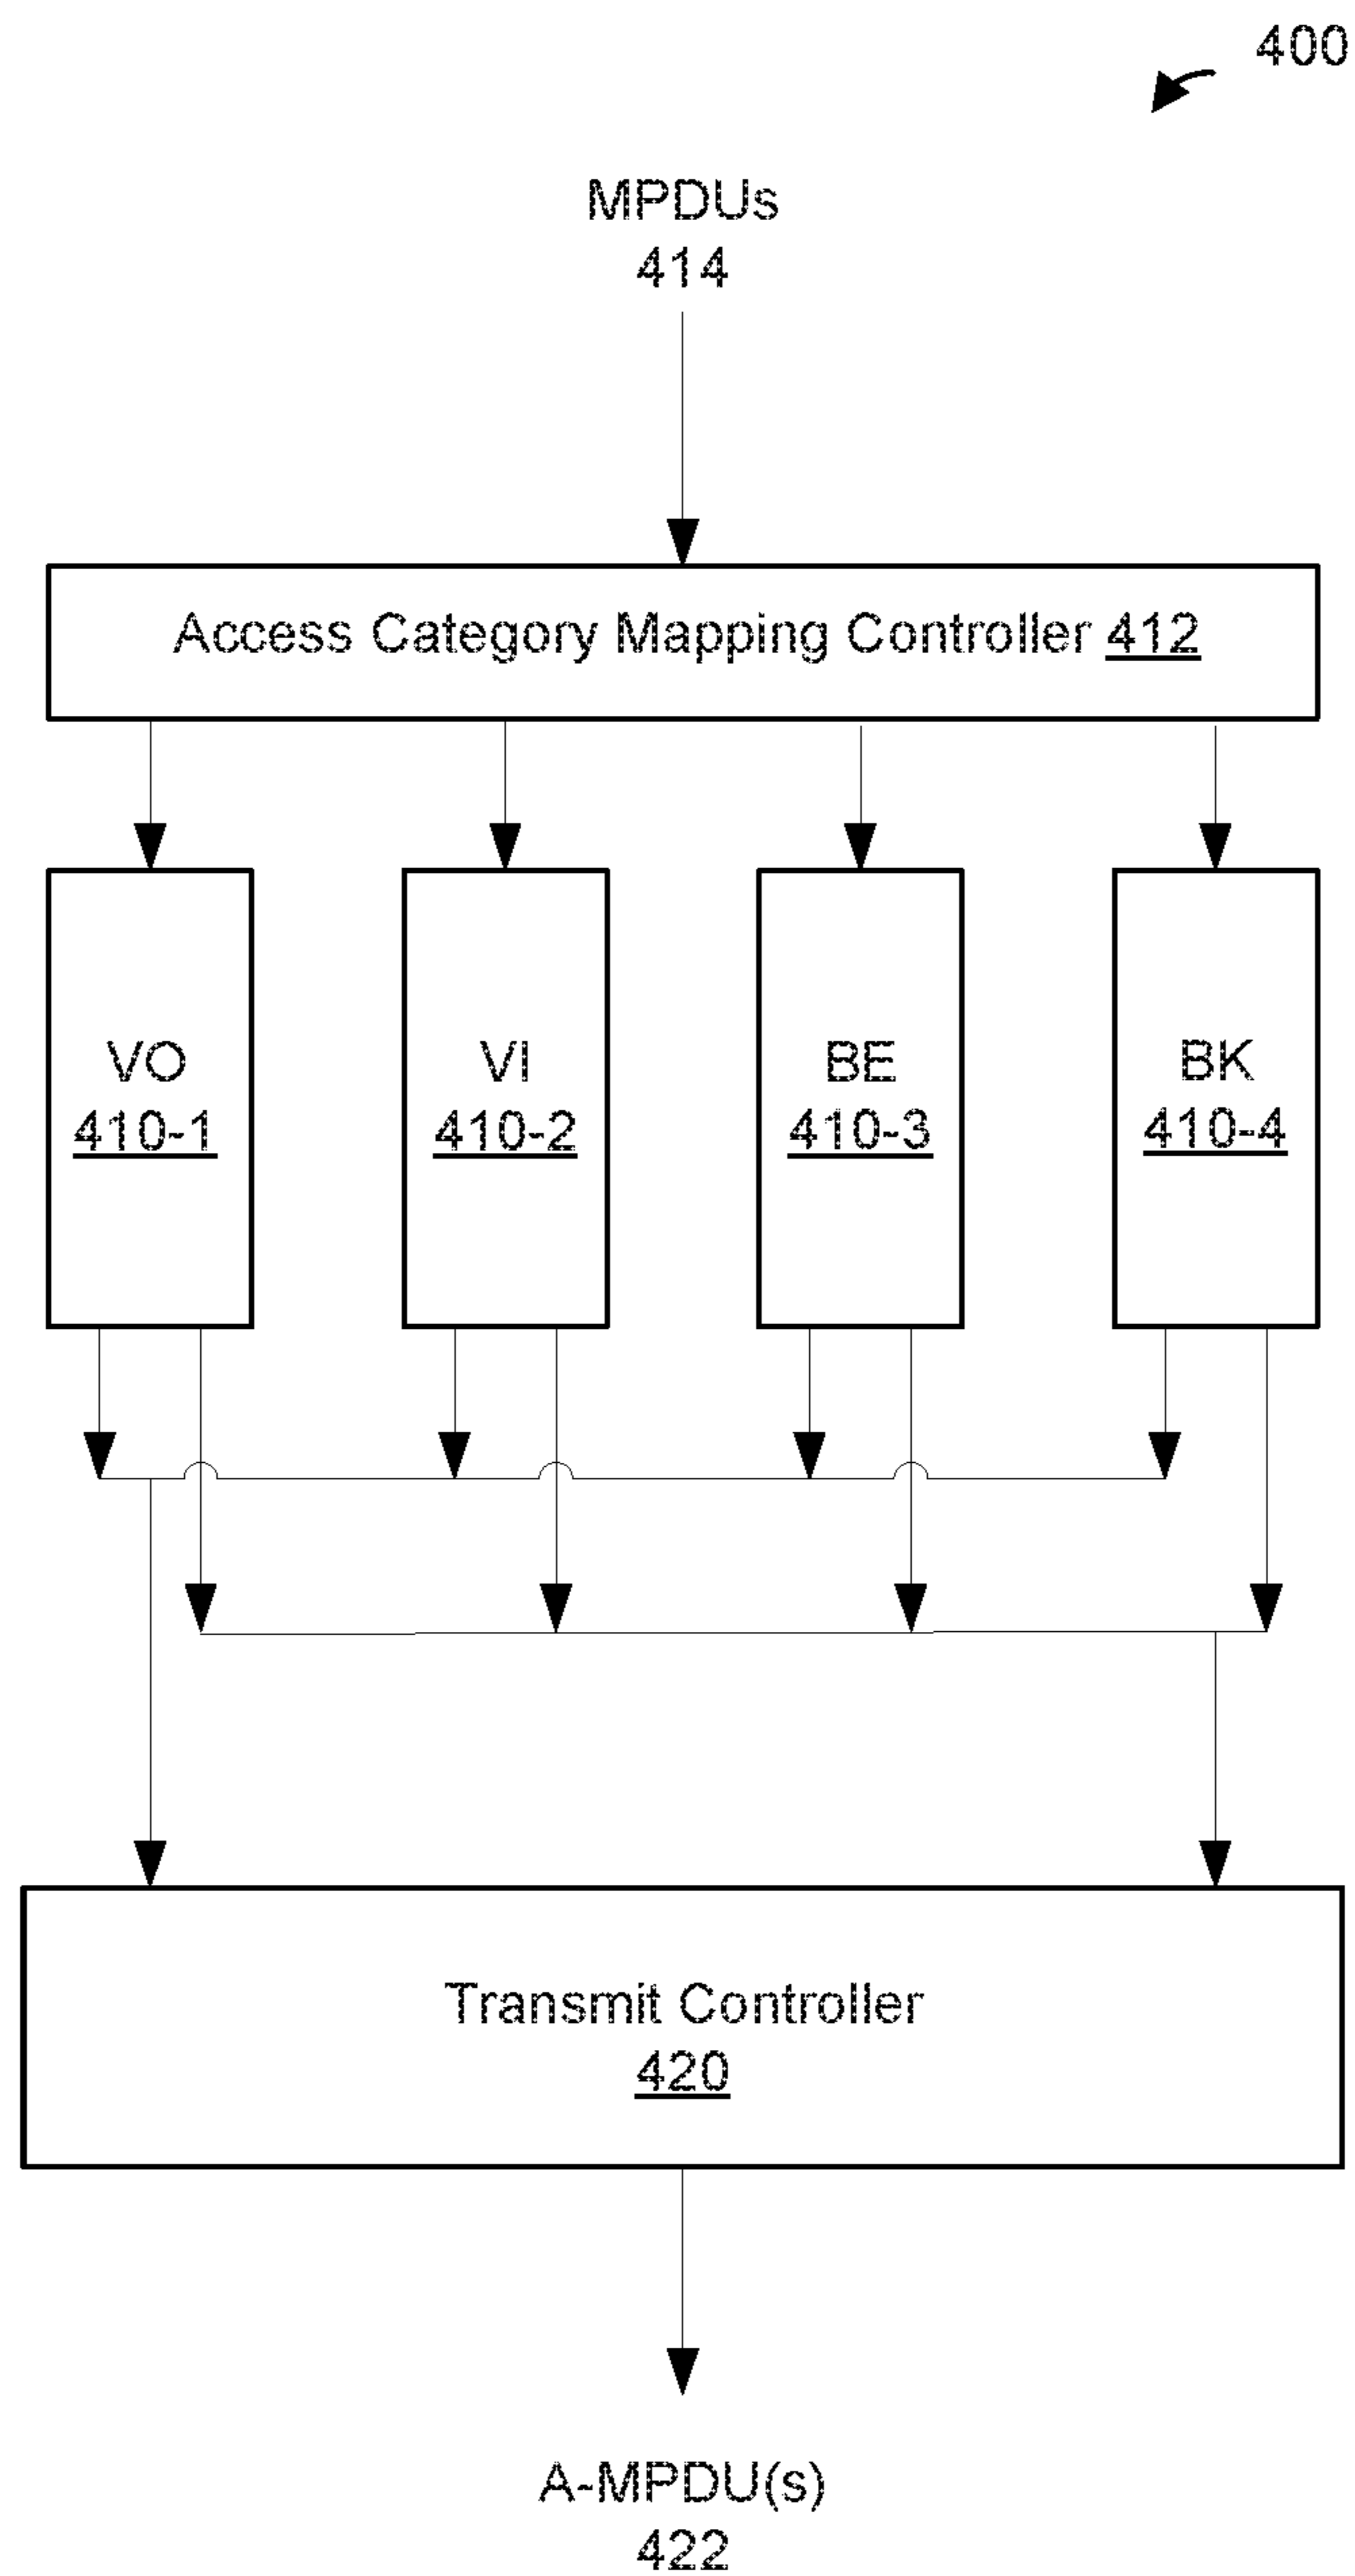 400
MPDUs
414
Access Category Mapping Controller 412
VO
410-1
VI
410-2
BE
410-3
BK
410-4
Transmit Controller
420
A-MPDU(s)
422